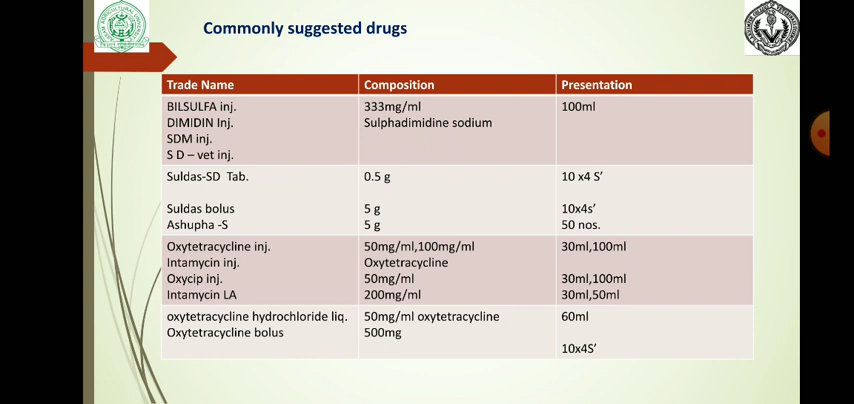 Commonly suggested drugs
Trade Name Composition Presentation
BILSULFA inj. 333mg/ml 100ml
DIMIDIN Inj. Sulphadimidine sodium
SDM inj.
S D – vet inj.
Suldas-SD Tab. 0.5 g 10 x4 S’
Suldas bolus 5 g 10x4s’
Ashupha -S 5 g 50 nos.
Oxytetracycline inj. 50mg/ml,100mg/ml 30ml,100ml
Intamycin inj. Oxytetracycline
Oxycip inj. 50mg/ml 30ml,100ml
Intamycin LA 200mg/ml 30ml,50ml
oxytetracycline hydrochloride liq. 50mg/ml oxytetracycline 60ml
Oxytetracycline bolus 500mg
10x4S’